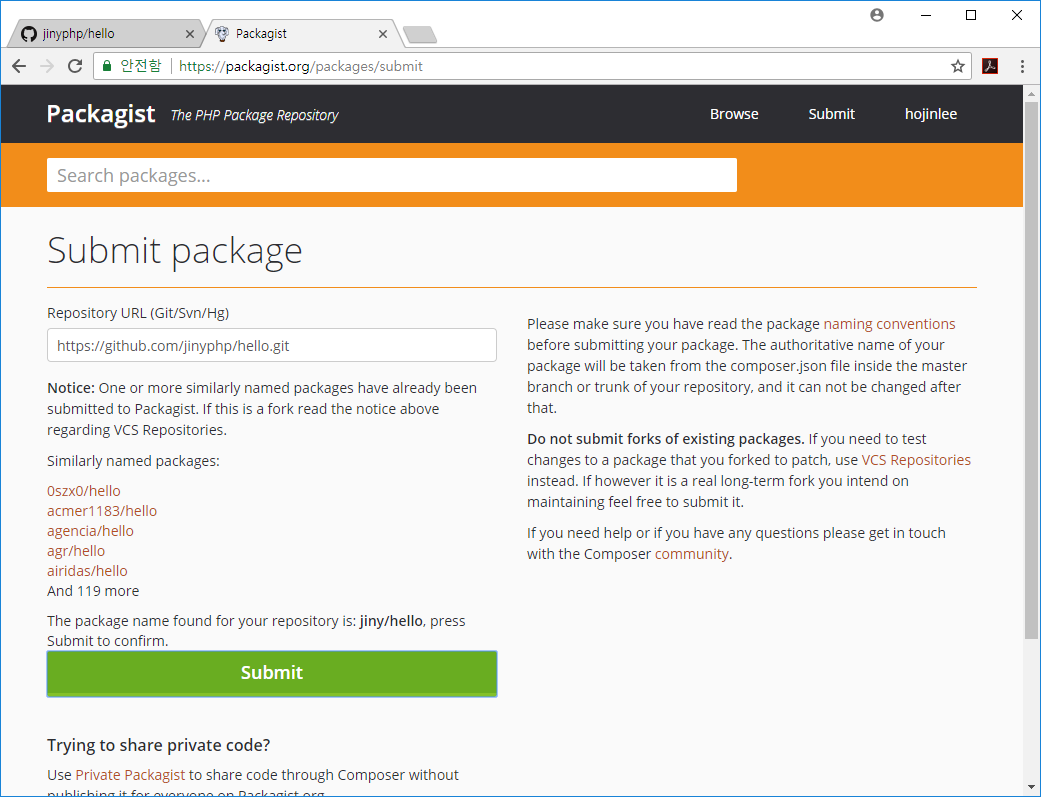 jinyphp/hello
Packagist
안전함
https://packagist.org/packages/submit
Packagist The PHP Package Repository
Browse Submit hojinlee
Search packages...
Submit package
Repository URL (Git/Svn/Hg)
https://github.com/jinyphp/hello.git
Notice: One or more similarly named packages have already been
submitted to Packagist. If this is a fork read the notice above
regarding VCS Repositories.
Similarly named packages:
0szx0/hello
acmer1183/hello
agencia/hello
agr/hello
airidas/hello
And 119 more
The package name found for your repository is: jiny/hello, press
Submit to confirm.
Submit
Trying to share private code?
Use Private Packagist to share code through Composer without
publishing it for everyone on Packagist.org
Please make sure you have read the package naming conventions
before submitting your package. The authoritative name of your
package will be taken from the composer.json file inside the master
branch or trunk of your repository, and it can not be changed after
that.
Do not submit forks of existing packages. If you need to test
changes to a package that you forked to patch, use VCS Repositories
instead. If however it is a real long-term fork you intend on
maintaining feel free to submit it.
If you need help or if you have any questions please get in touch
with the Composer community.